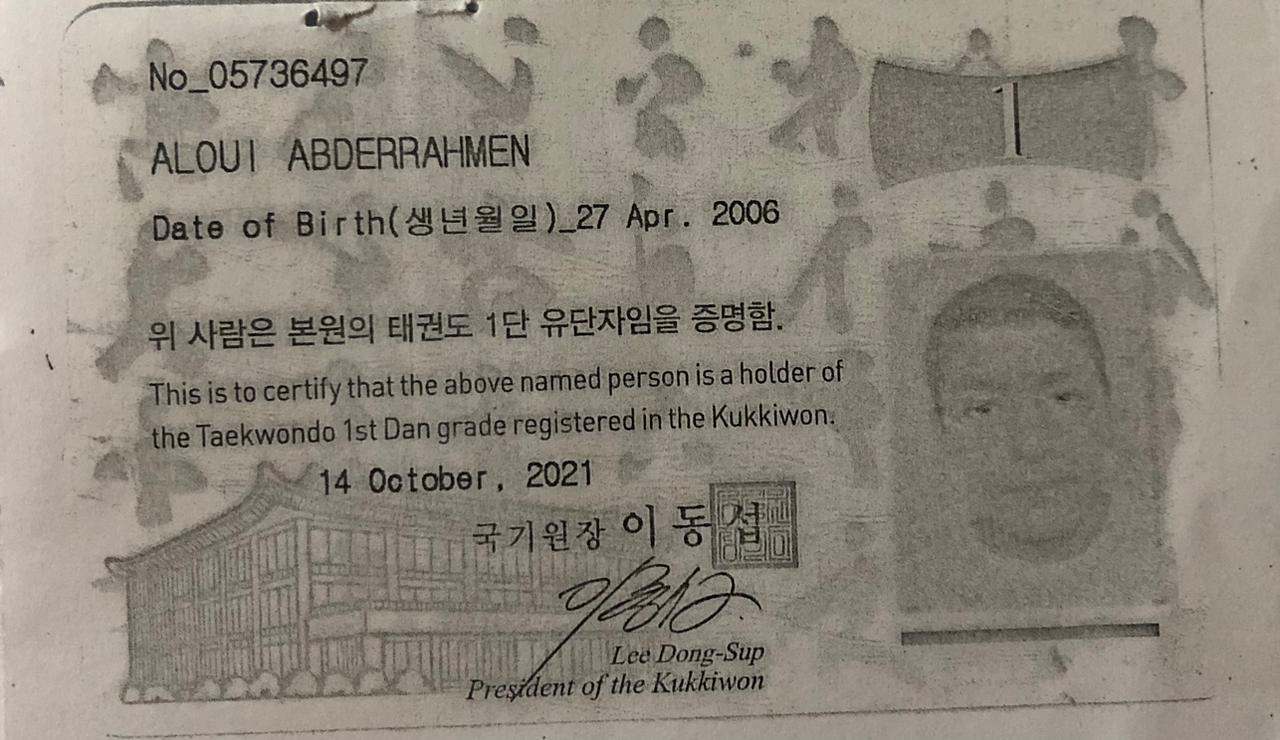 No_05736497
1
ALOUI ABDERRAHMEN
Date of Birth(생년월일)_27 Apr. 2006
위 사람은 본원의 태권도 1단 유단자임을 증명함.
This is to certify that the above named person is a holder of
the Taekwondo 1st Dan grade registered in the Kukkiwon.
14 October, 2021
국기원장 이동섭
Lee Dong-Sup
President of the Kukkiwon